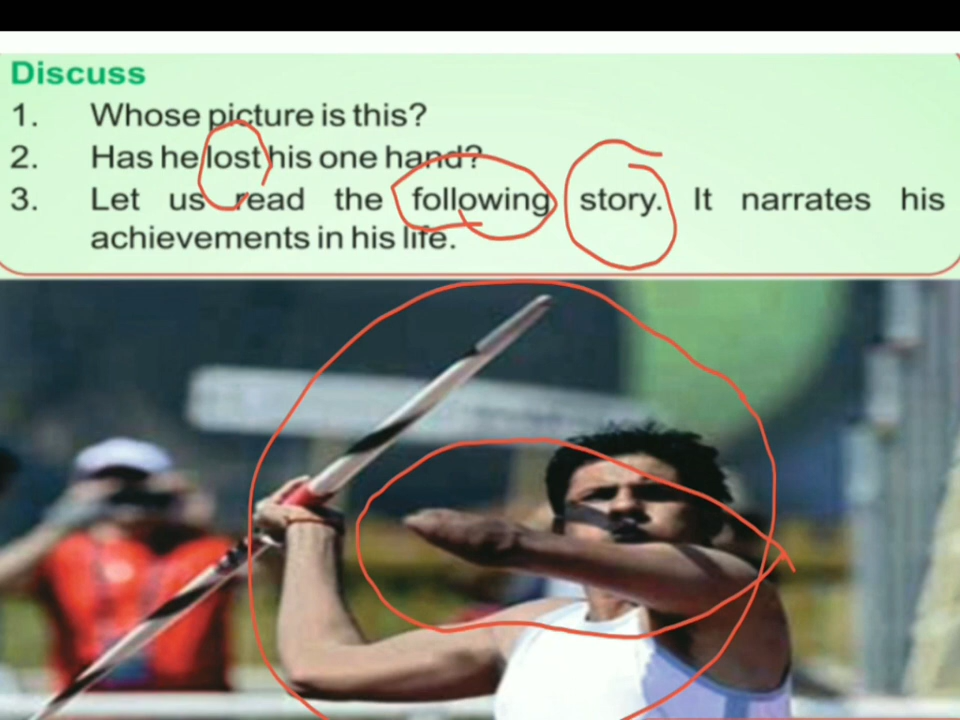 Discuss
1. Whose picture is this?
2. Has he lost his one hand?
3. Let us read the following story. It narrates his
achievements in his life.